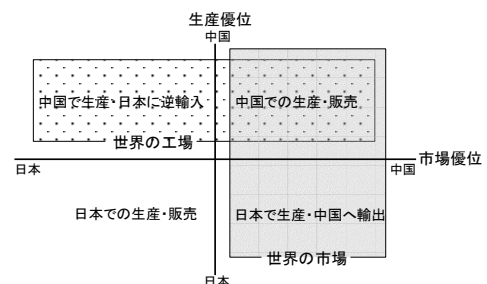 生産優位
中国
中国で生産・日本に逆輸入
中国での生産・販売
世界の工場
日本
中国
市場優位
日本での生産・販売
日本で生産・中国へ輸出
世界の市場
日本